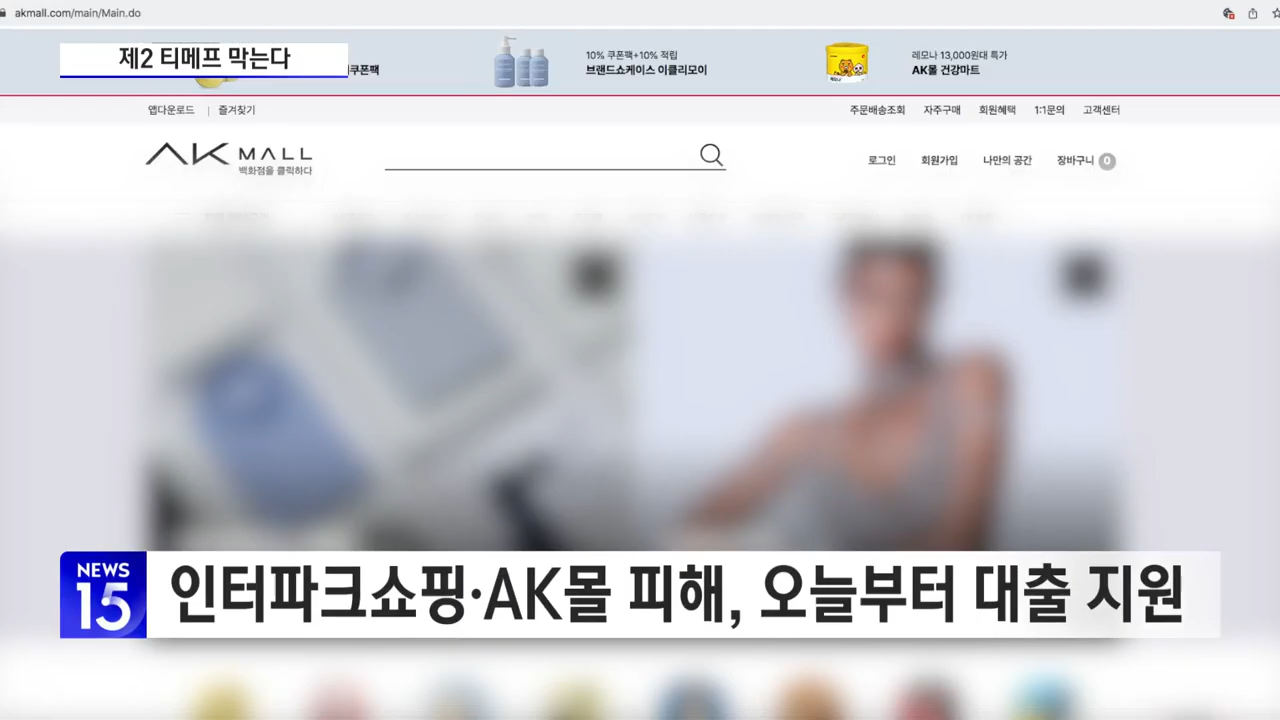 akmall.com/main/Main.do
제2 티메프 막는다
쿠폰팩
10% 쿠폰팩+10% 적립
브랜드쇼케이스 이클리모이
레모나 13,000원대 특가
AK몰 건강마트
앱다운로드 | 즐겨찾기
주문배송조회 자주구매 회원혜택 1:1문의 고객센터
AK MALL
백화점을 클릭하다
로그인 회원가입 나만의 공간 장바구니 0
NEWS 15
인터파크쇼핑·AK몰 피해, 오늘부터 대출 지원